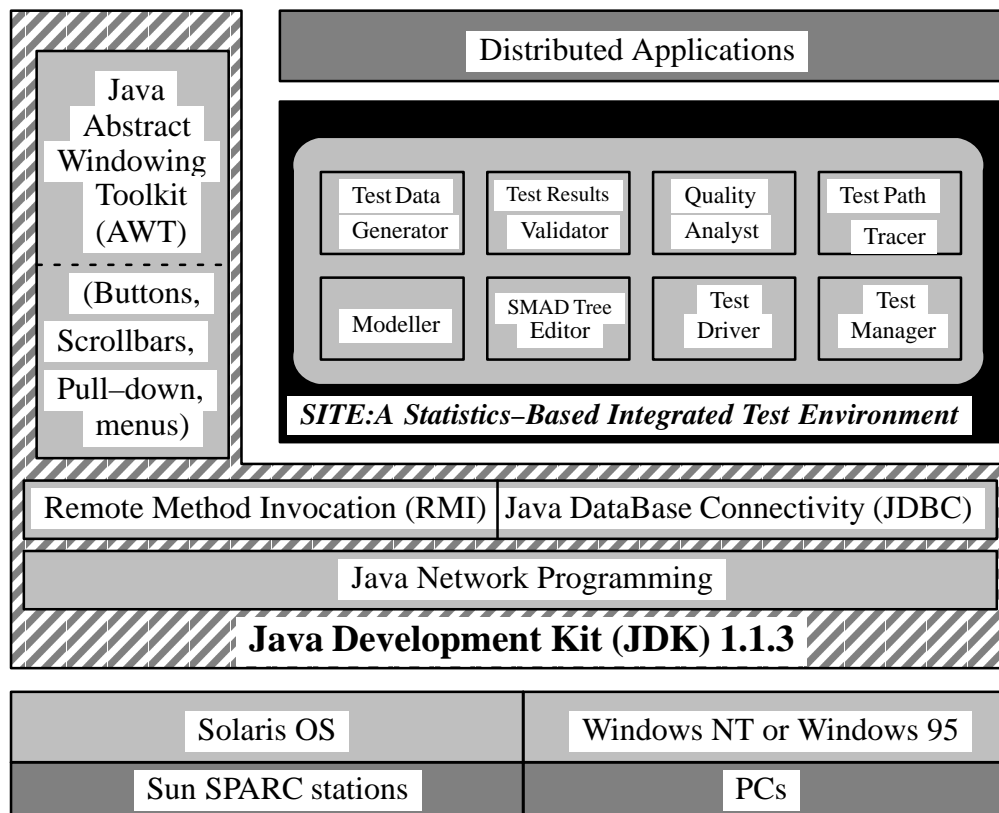 Distributed Applications
Java
Abstract
Windowing
Toolkit
(AWT)
(Buttons,
Scrollbars,
Pull–down,
menus)
Test Data
Generator
Test Results
Validator
Quality
Analyst
Test Path
Tracer
Modeller
SMAD Tree
Editor
Test
Driver
Test
Manager
SITE:A Statistics–Based Integrated Test Environment
Remote Method Invocation (RMI)
Java DataBase Connectivity (JDBC)
Java Network Programming
Java Development Kit (JDK) 1.1.3
Solaris OS
Windows NT or Windows 95
Sun SPARC stations
PCs